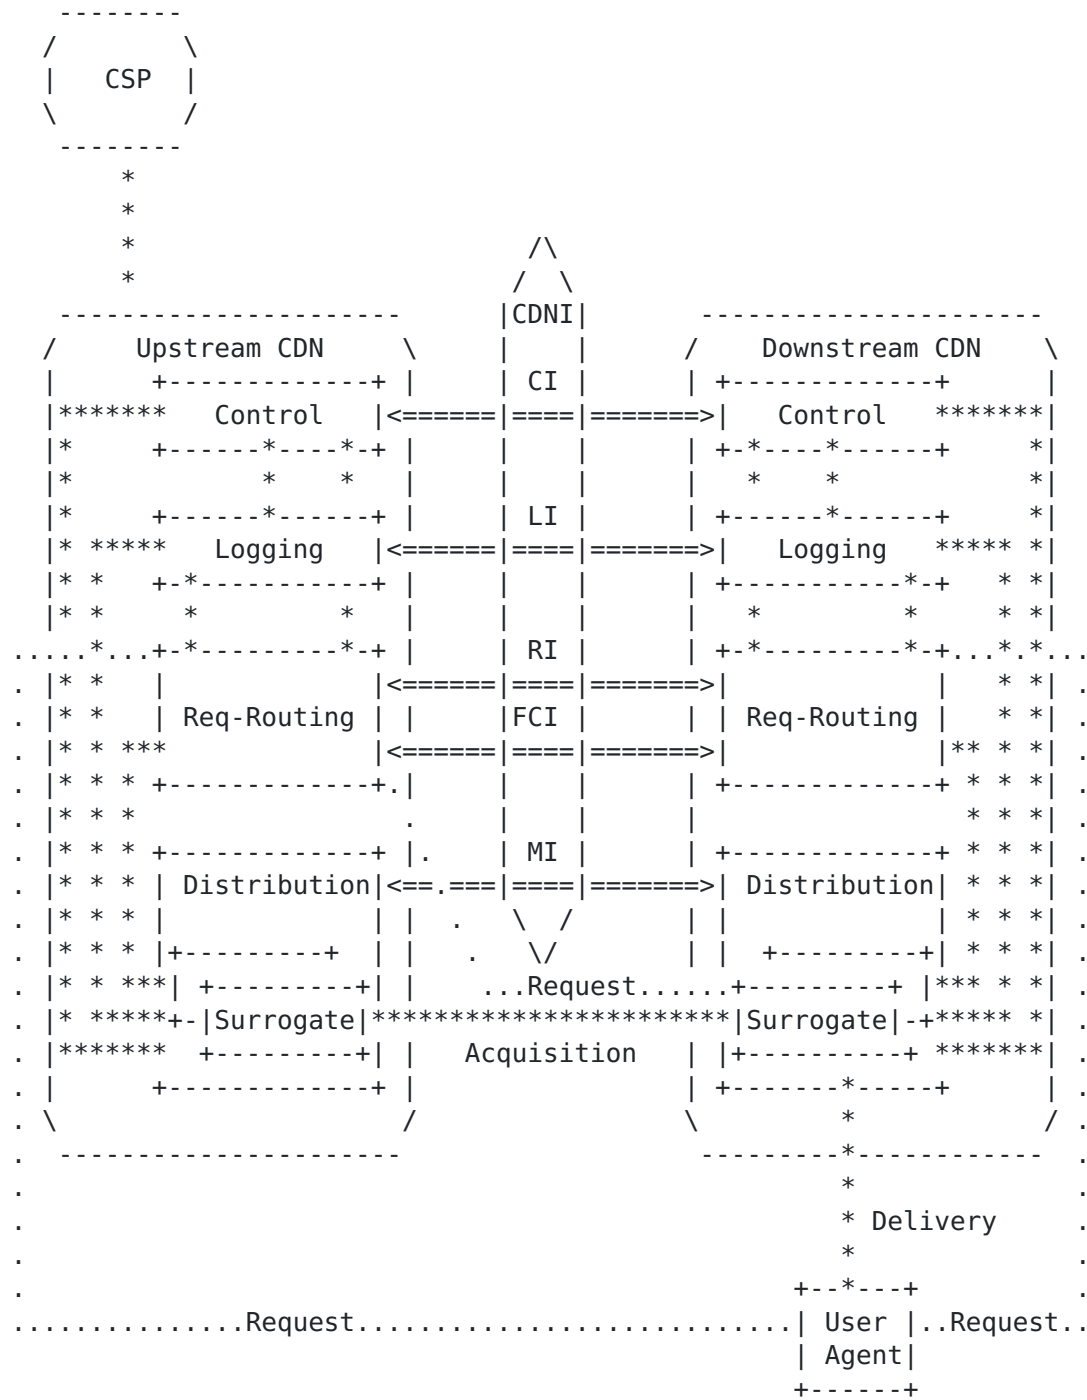 CSP
CDNI
Upstream CDN Downstream CDN
CI
Control Control
LI
Logging Logging
RI
Req-Routing FCI Req-Routing
MI
Distribution Distribution
Request
Surrogate Surrogate
Acquisition
Delivery
Request User Request
Agent